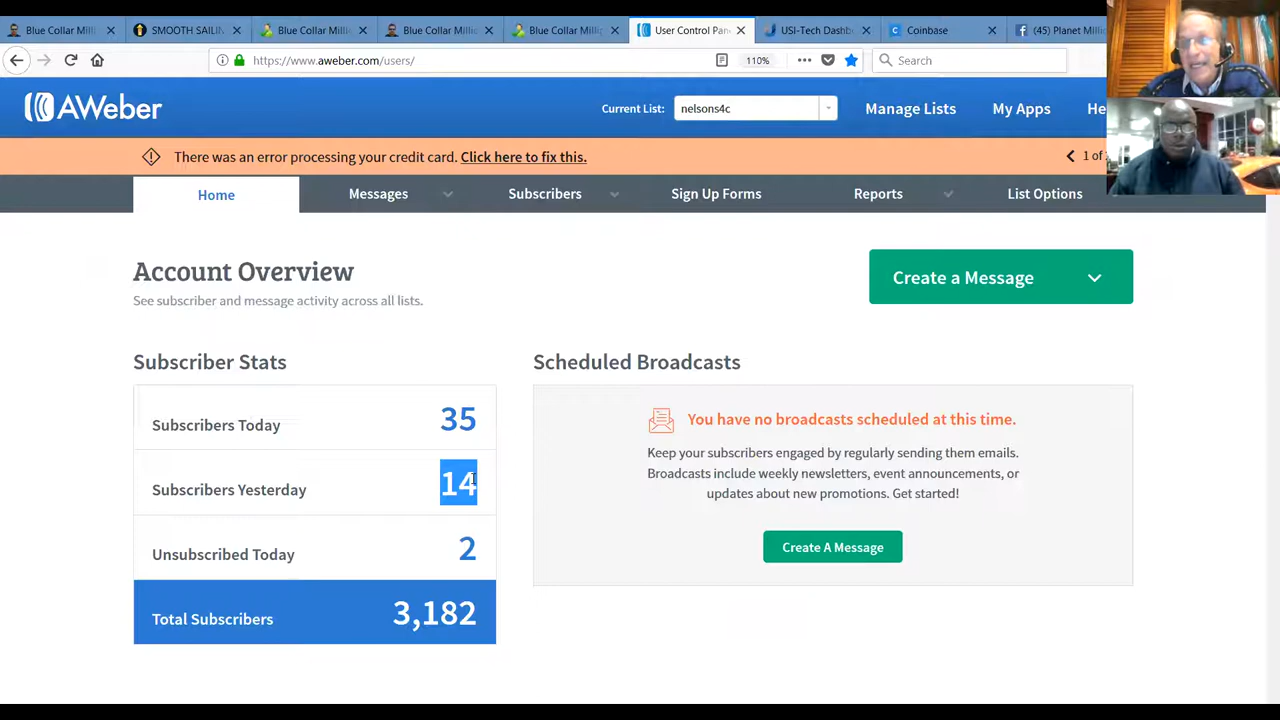 Blue Collar Mill
SMOOTH SAILIN
Blue Collar Milli
Blue Collar Milli
Blue Collar Milli
User Control Pan
USI-Tech Dashb
Coinbase
(45) Planet Millio
https://www.aweber.com/users/
110%
Search
AWeber
Current List:
nelsons4c
Manage Lists
My Apps
He
There was an error processing your credit card. Click here to fix this.
1 of
Home
Messages
Subscribers
Sign Up Forms
Reports
List Options
Account Overview
See subscriber and message activity across all lists.
Create a Message
Subscriber Stats
Subscribers Today
35
Subscribers Yesterday
14
Unsubscribed Today
2
Total Subscribers
3,182
Scheduled Broadcasts
You have no broadcasts scheduled at this time.
Keep your subscribers engaged by regularly sending them emails.
Broadcasts include weekly newsletters, event announcements, or
updates about new promotions. Get started!
Create A Message